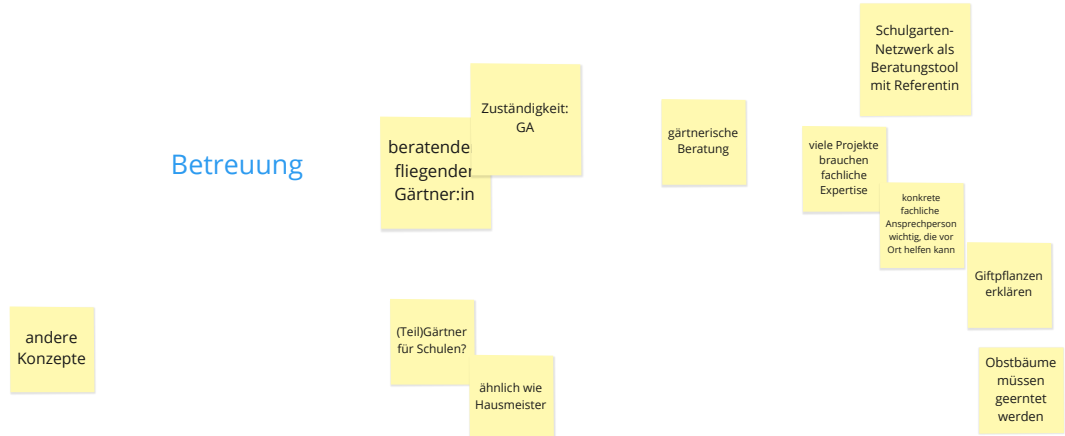 Betreuung
beratender
fliegender
Gärtner:in
Zuständigkeit:
GA
gärtnerische
Beratung
Schulgarten-
Netzwerk als
Beratungstool
mit Referentin
viele Projekte
brauchen
fachliche
Expertise
konkrete
fachliche
Ansprechperson
wichtig, die vor
Ort helfen kann
Giftpflanzen
erklären
andere
Konzepte
(Teil)Gärtner
für Schulen?
ähnlich wie
Hausmeister
Obstbäume
müssen
geerntet
werden